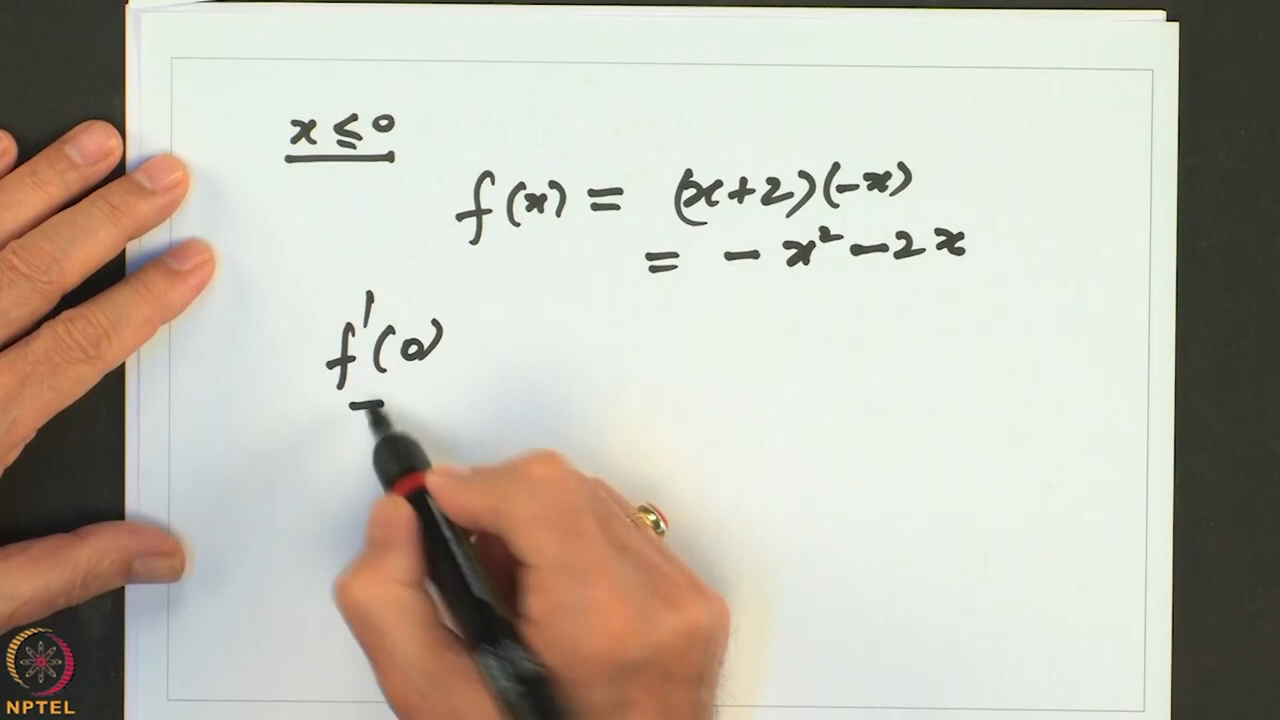 x ≤ 0
f(x) = (x+2)(-x)
= - x² - 2x
f'(0)
NPTEL